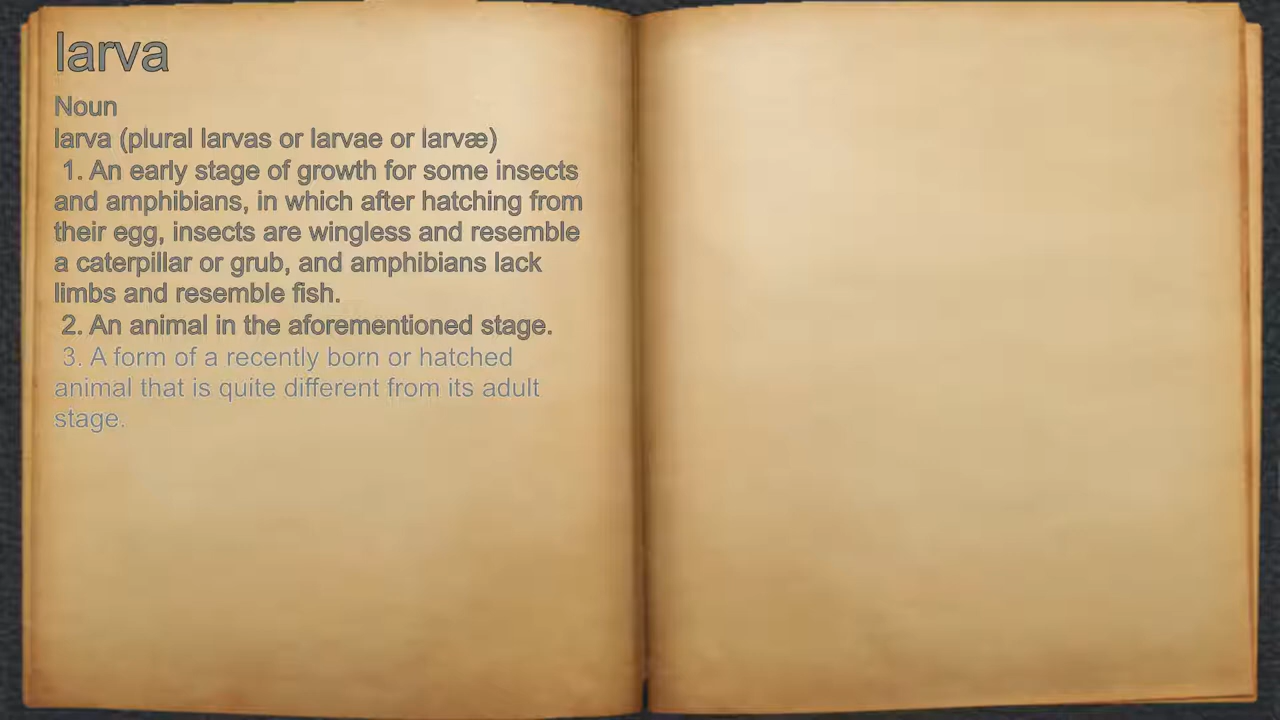 larva
Noun
larva (plural larvas or larvae or larvæ)
1. An early stage of growth for some insects
and amphibians, in which after hatching from
their egg, insects are wingless and resemble
a caterpillar or grub, and amphibians lack
limbs and resemble fish.
2. An animal in the aforementioned stage.
3. A form of a recently born or hatched
animal that is quite different from its adult
stage.